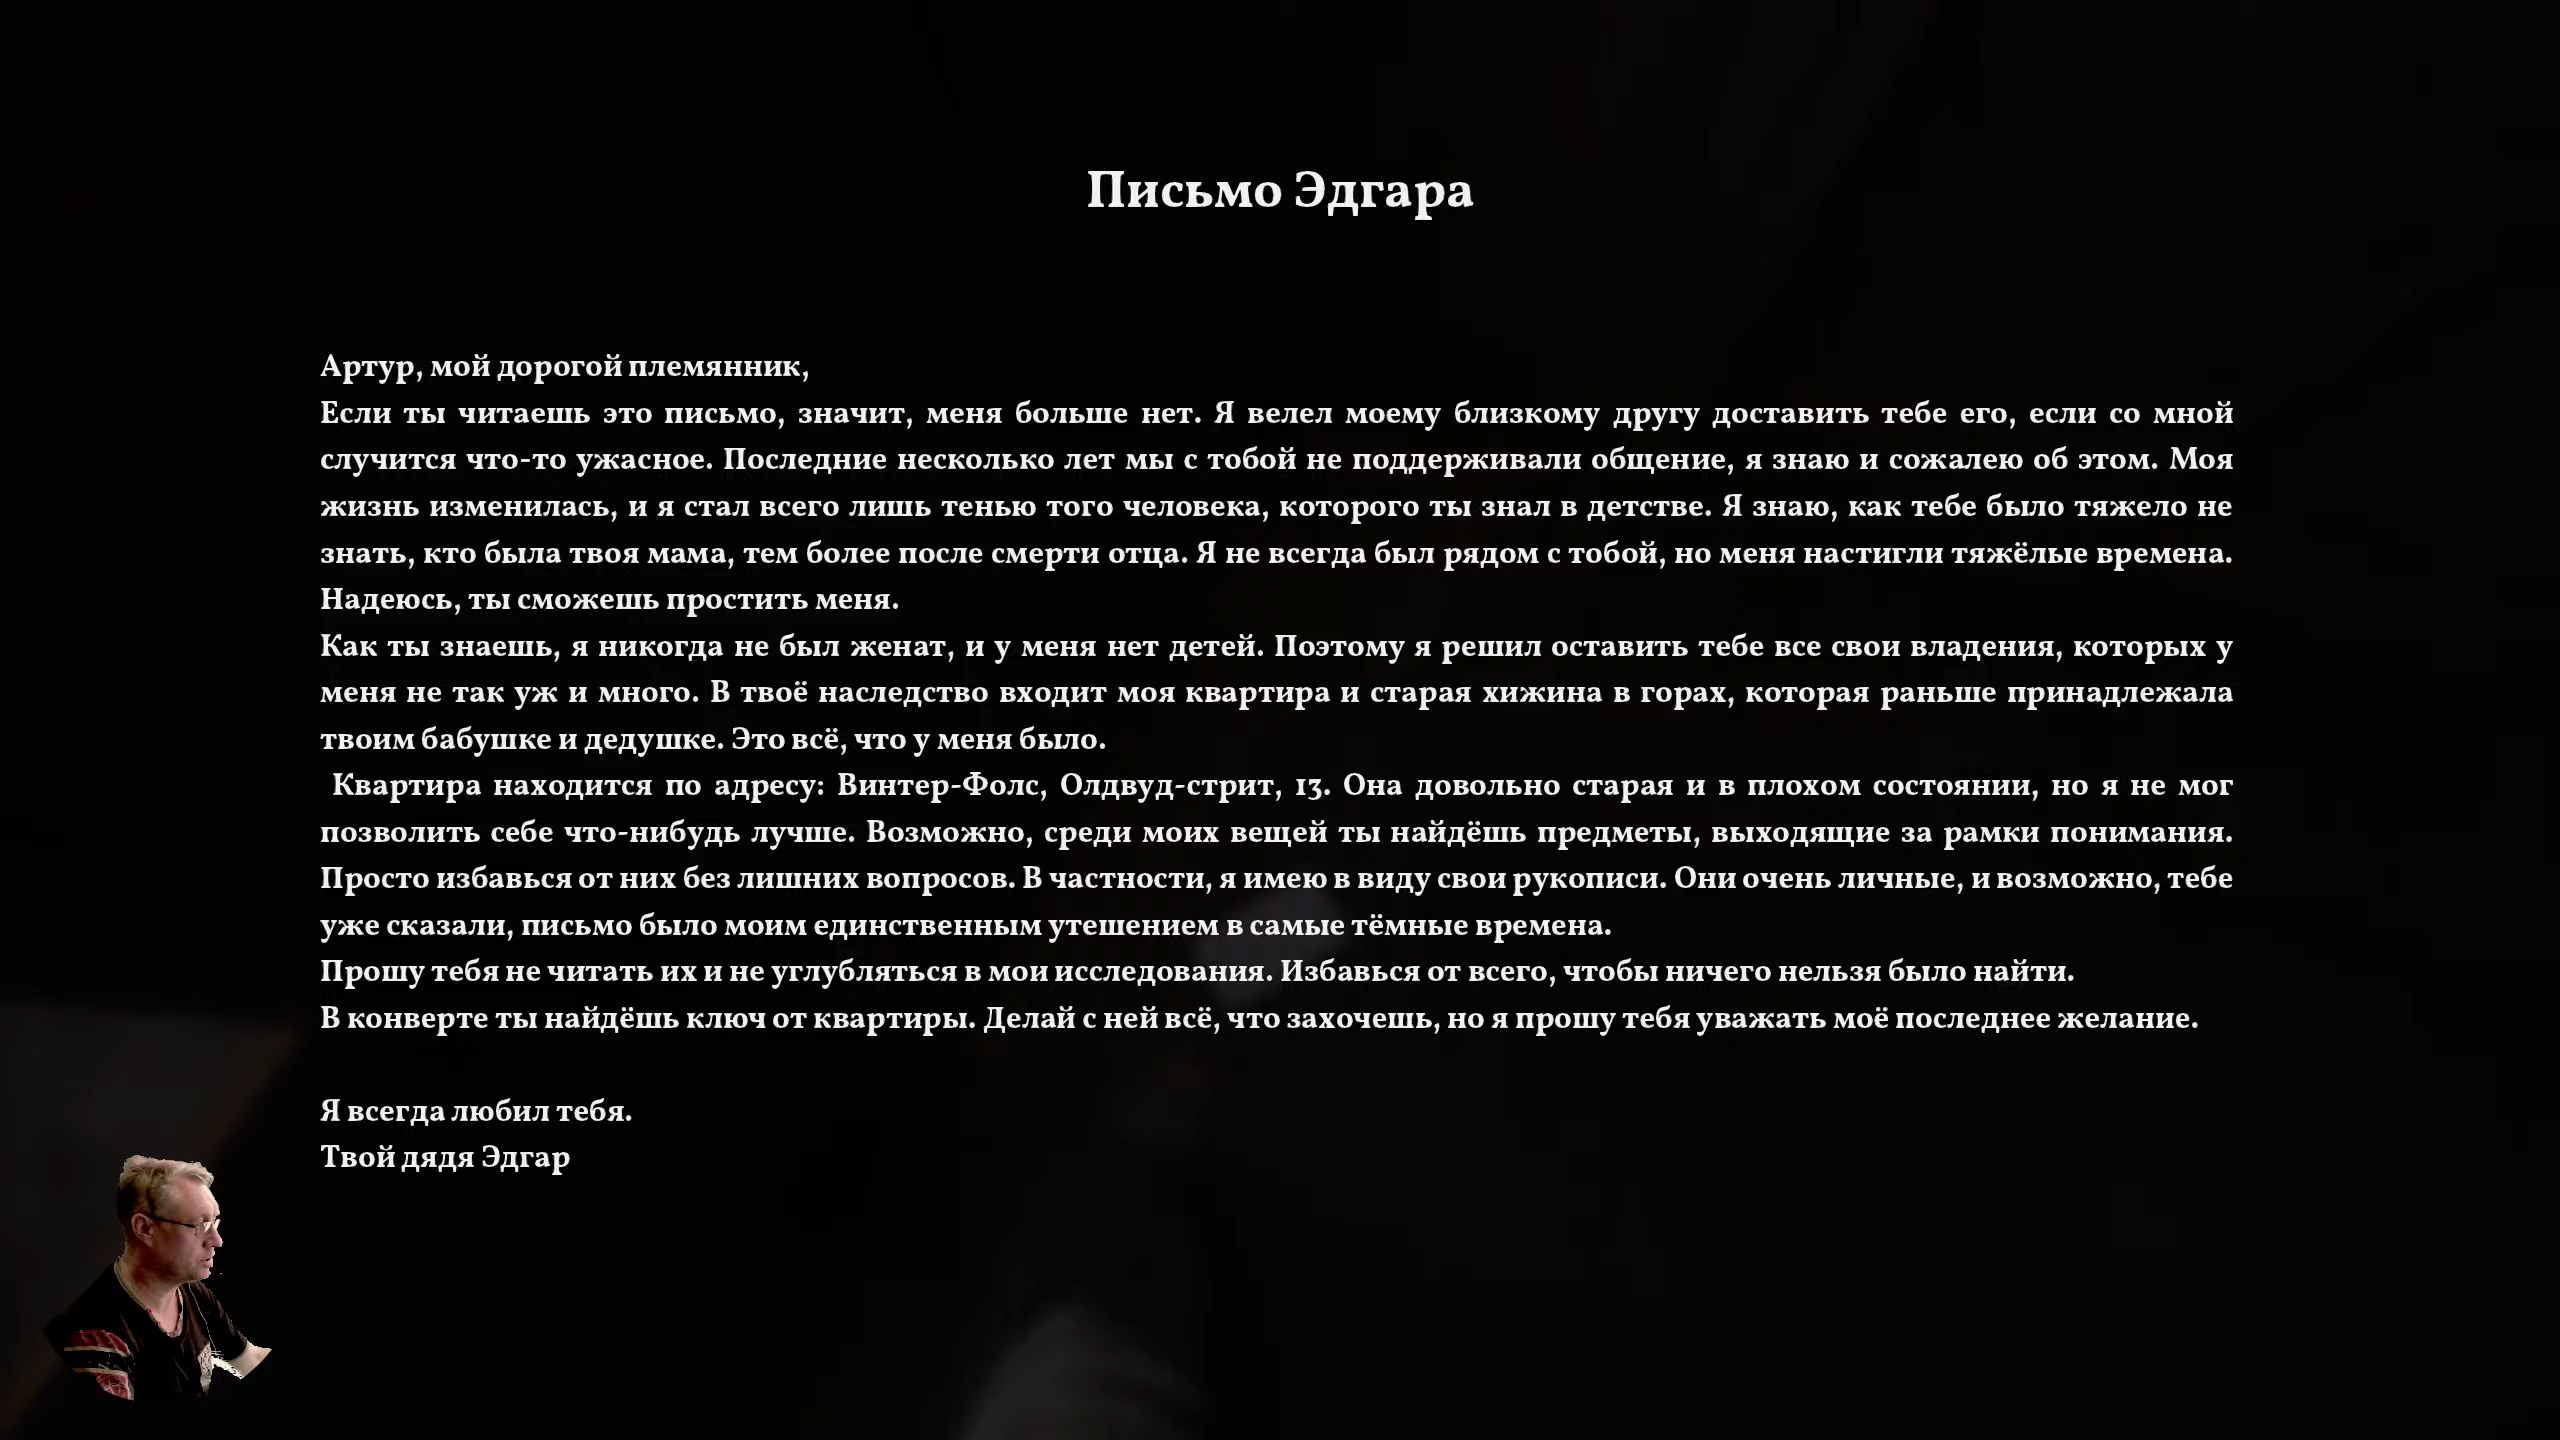 Письмо Эдгара
Артур, мой дорогой племянник,
Если ты читаешь это письмо, значит, меня больше нет. Я велел моему близкому другу доставить тебе его, если со мной
случится что-то ужасное. Последние несколько лет мы с тобой не поддерживали общение, я знаю и сожалею об этом. Моя
жизнь изменилась, и я стал всего лишь тенью того человека, которого ты знал в детстве. Я знаю, как тебе было тяжело не
знать, кто была твоя мама, тем более после смерти отца. Я не всегда был рядом с тобой, но меня настигли тяжёлые времена.
Надеюсь, ты сможешь простить меня.
Как ты знаешь, я никогда не был женат, и у меня нет детей. Поэтому я решил оставить тебе все свои владения, которых у
меня не так уж и много. В твоё наследство входит моя квартира и старая хижина в горах, которая раньше принадлежала
твоим бабушке и дедушке. Это всё, что у меня было.
Квартира находится по адресу: Винтер-Фолс, Олдвуд-стрит, 13. Она довольно старая и в плохом состоянии, но я не мог
позволить себе что-нибудь лучше. Возможно, среди моих вещей ты найдёшь предметы, выходящие за рамки понимания.
Просто избавься от них без лишних вопросов. В частности, я имею в виду свои рукописи. Они очень личные, и возможно, тебе
уже сказали, письмо было моим единственным утешением в самые тёмные времена.
Прошу тебя не читать их и не углубляться в мои исследования. Избавься от всего, чтобы ничего нельзя было найти.
В конверте ты найдёшь ключ от квартиры. Делай с ней всё, что захочешь, но я прошу тебя уважать моё последнее желание.
Я всегда любил тебя.
Твой дядя Эдгар